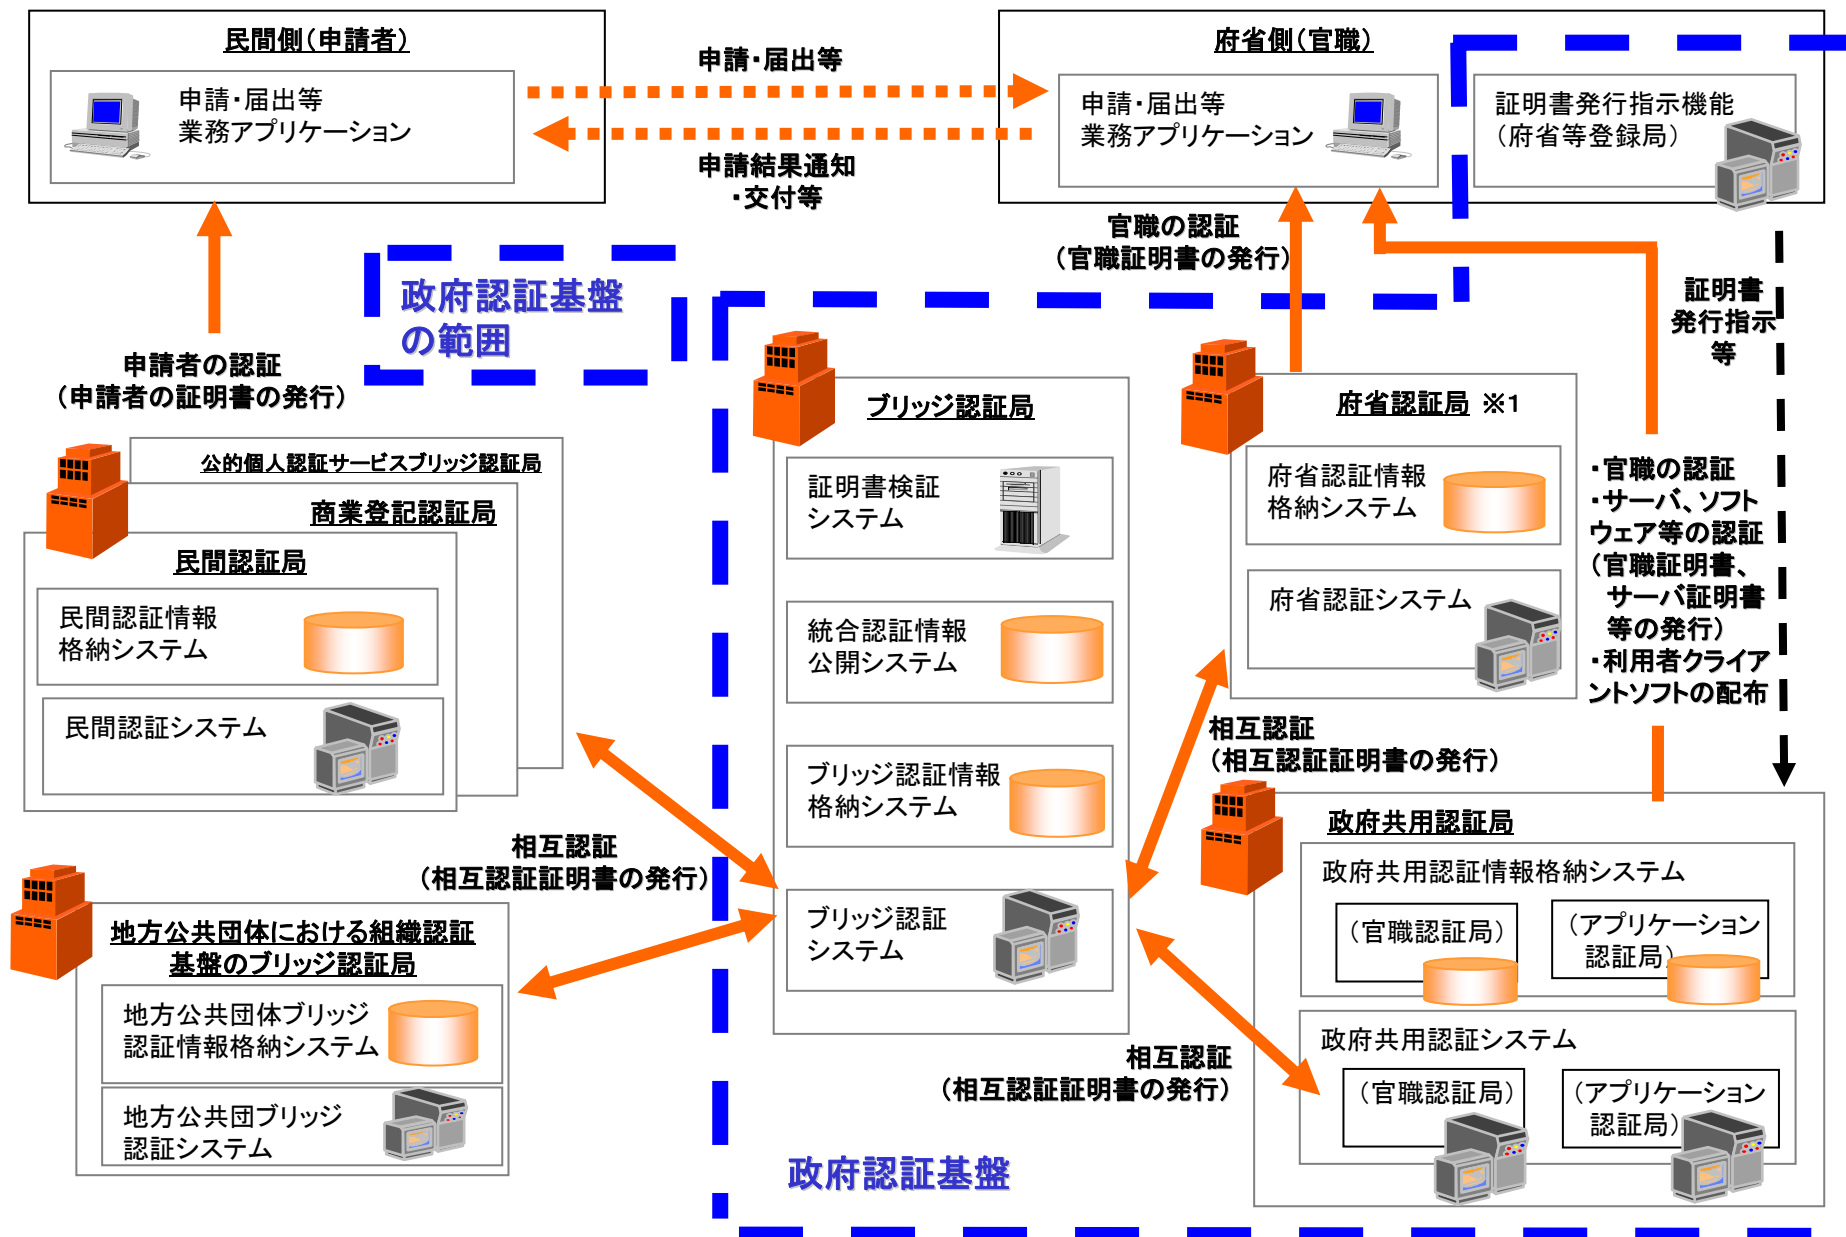 民間側（申請者）
申請・届出等
業務アプリケーション
申請・届出等
申請結果通知
・交付等
府省側（官職）
申請・届出等
業務アプリケーション
証明書発行指示機能
（府省等登録局）
官職の認証
（官職証明書の発行）
証明書
発行指示
等
政府認証基盤
の範囲
申請者の認証
（申請者の証明書の発行）
公的個人認証サービスブリッジ認証局
商業登記認証局
民間認証局
民間認証情報
格納システム
民間認証システム
ブリッジ認証局
証明書検証
システム
統合認証情報
公開システム
ブリッジ認証情報
格納システム
ブリッジ認証
システム
府省認証局 ※1
府省認証情報
格納システム
府省認証システム
・官職の認証
・サーバ、ソフト
ウェア等の認証
（官職証明書、
サーバ証明書
等の発行）
・利用者クライア
ントソフトの配布
相互認証
（相互認証証明書の発行）
相互認証
（相互認証証明書の発行）
地方公共団体における組織認証
基盤のブリッジ認証局
地方公共団体ブリッジ
認証情報格納システム
地方公共団ブリッジ
認証システム
相互認証
（相互認証証明書の発行）
政府共用認証局
政府共用認証情報格納システム
（官職認証局）
（アプリケーション
認証局）
政府共用認証システム
（官職認証局）
（アプリケーション
認証局）
政府認証基盤